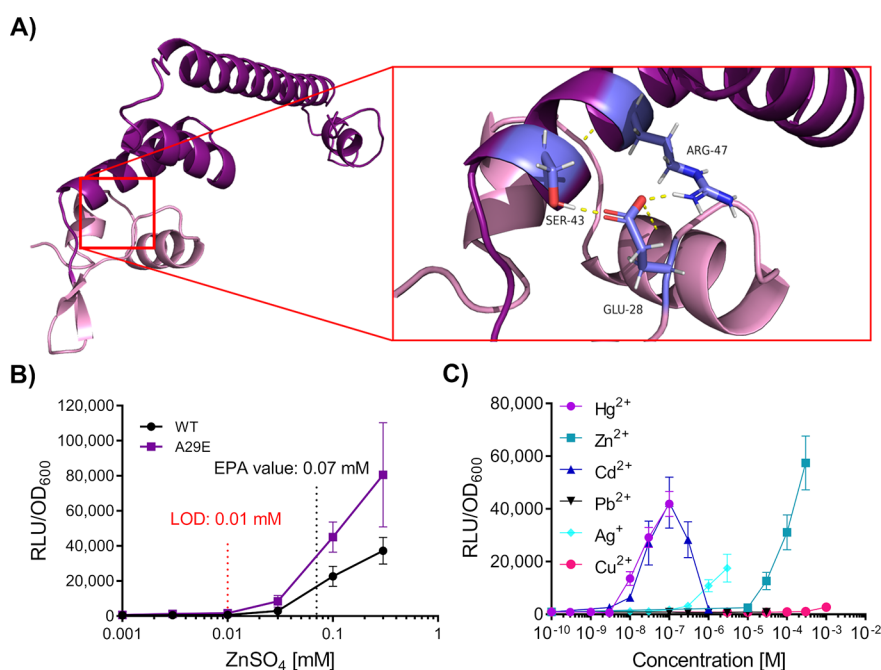 A)
ARG-47
SER-43
GLU-28
B)
RLU/OD600
120,000
100,000
80,000
60,000
40,000
20,000
0
WT
A29E
EPA value: 0.07 mM
LOD: 0.01 mM
0.001
0.01
0.1
1
ZnSO4 [mM]
C)
RLU/OD600
80,000
60,000
40,000
20,000
0
Hg2+
Zn2+
Cd2+
Pb2+
Ag+
Cu2+
10-10
10-9
10-8
10-7
10-6
10-5
10-4
10-3
10-2
Concentration [M]